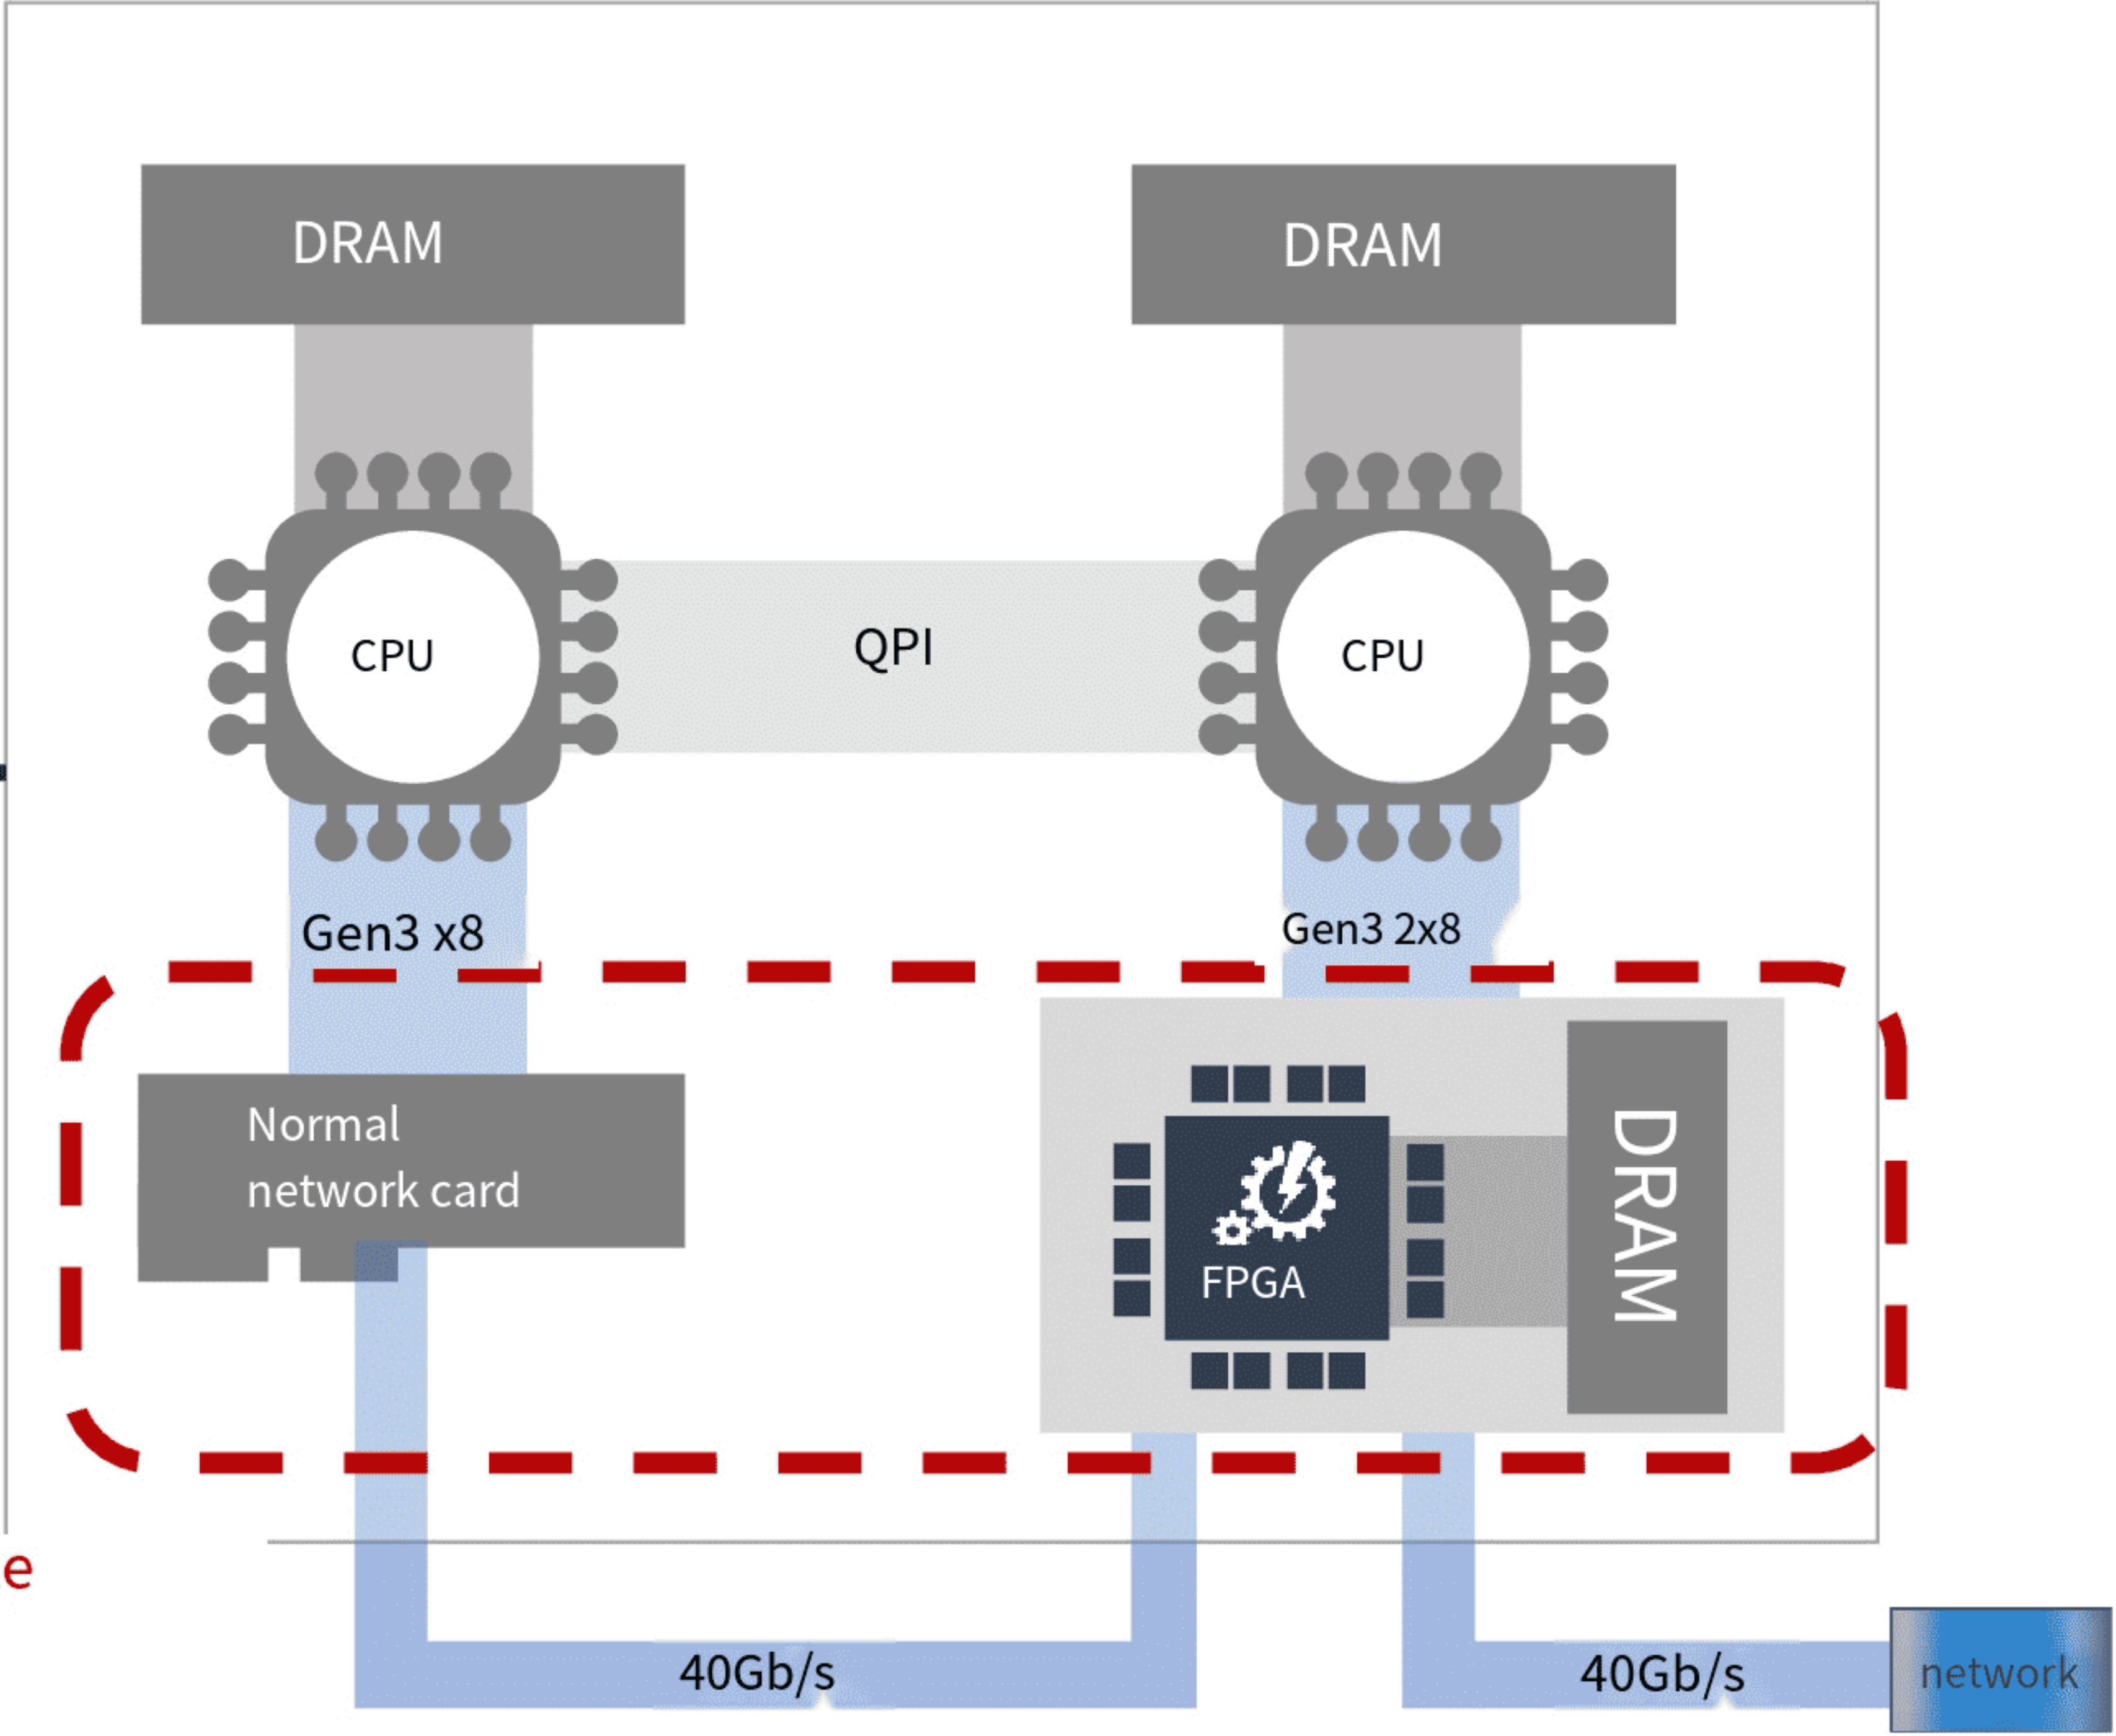 DRAM
DRAM
CPU
QPI
CPU
Gen3 x8
Gen3 2x8
Normal
network card
FPGA
DRAM
e
40Gb/s
40Gb/s
network